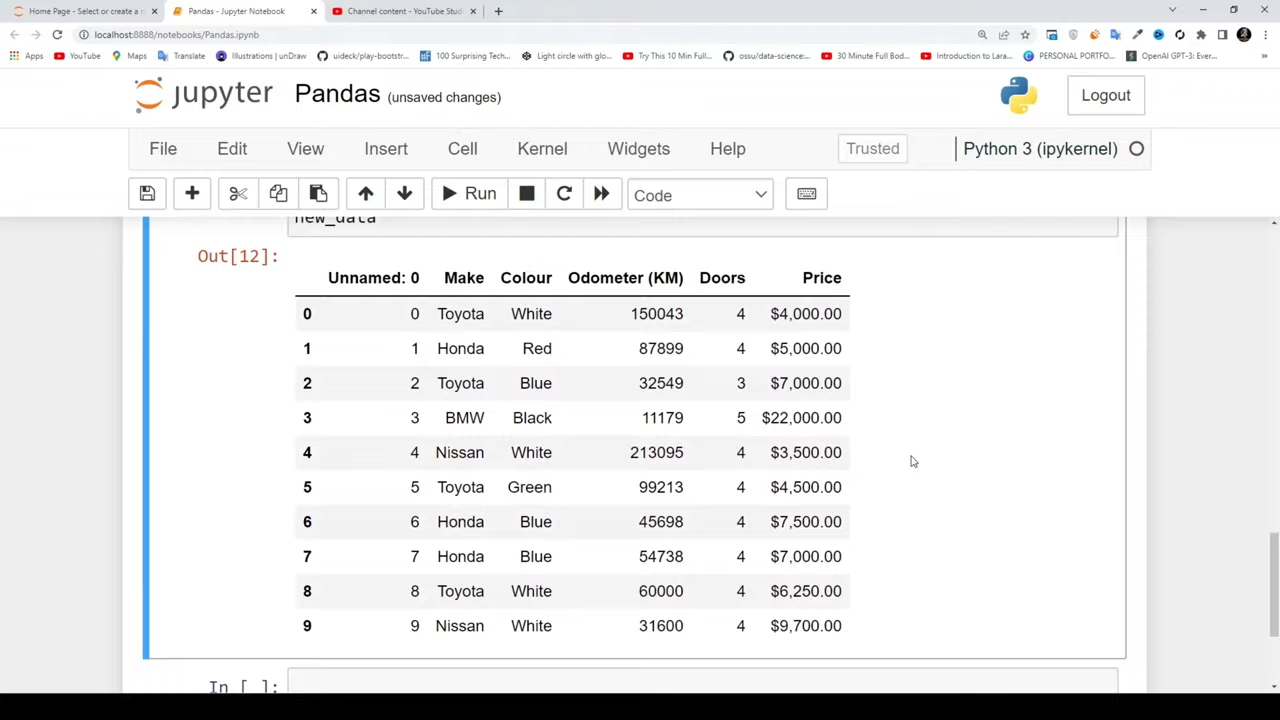 Home Page - Select or create a n
Pandas - Jupyter Notebook
Channel content - YouTube Stud
localhost:8888/notebooks/Pandas.ipynb
Apps YouTube Maps Translate Illustrations | unDraw uideck/play-bootstr... 100 Surprising Tech... Light circle with glo... Try This 10 Min Full... ossu/data-science:... 30 Minute Full Bod... Introduction to Lara... PERSONAL PORTFO... OpenAI GPT-3: Ever...
jupyter Pandas (unsaved changes) Logout
File Edit View Insert Cell Kernel Widgets Help Trusted Python 3 (ipykernel)
Run Code
new_data
Out[12]:
Unnamed: 0 Make Colour Odometer (KM) Doors Price
0 0 Toyota White 150043 4 $4,000.00
1 1 Honda Red 87899 4 $5,000.00
2 2 Toyota Blue 32549 3 $7,000.00
3 3 BMW Black 11179 5 $22,000.00
4 4 Nissan White 213095 4 $3,500.00
5 5 Toyota Green 99213 4 $4,500.00
6 6 Honda Blue 45698 4 $7,500.00
7 7 Honda Blue 54738 4 $7,000.00
8 8 Toyota White 60000 4 $6,250.00
9 9 Nissan White 31600 4 $9,700.00
In [ ]: